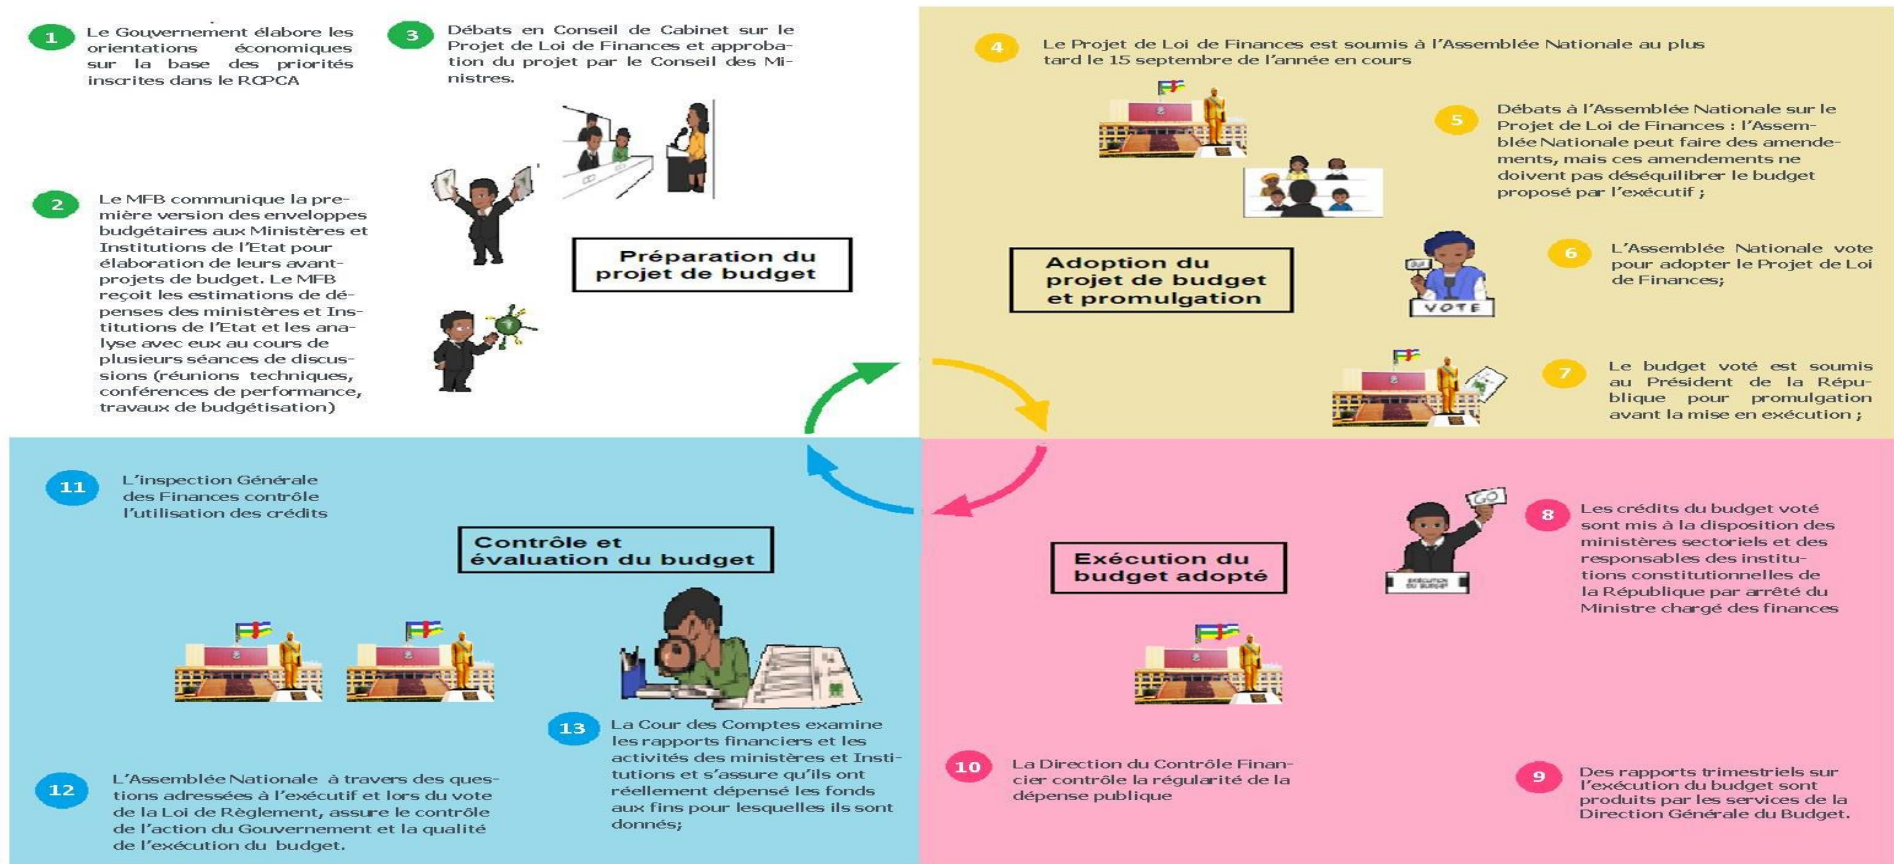 1
Le Gouvernement élabore les
orientations économiques
sur la base des priorités
inscrites dans le RCPCA
2
Le MFB communique la pre-
mière version des enveloppes
budgétaires aux Ministères et
Institutions de l'Etat pour
élaboration de leurs avant-
projets de budget. Le MFB
reçoit les estimations de dé-
penses des ministères et Ins-
titutions de l'Etat et les ana-
lyse avec eux au cours de
plusieurs séances de discus-
sions (réunions techniques,
conférences de performance,
travaux de budgétisation)
3
Débats en Conseil de Cabinet sur le
Projet de Loi de Finances et approba-
tion du projet par le Conseil des Mi-
nistres.
Préparation du
projet de budget
4
Le Projet de Loi de Finances est soumis à l'Assemblée Nationale au plus
tard le 15 septembre de l'année en cours
5
Débats à l'Assemblée Nationale sur le
Projet de Loi de Finances : l'Assem-
blée Nationale peut faire des amende-
ments, mais ces amendements ne
doivent pas déséquilibrer le budget
proposé par l'exécutif ;
Adoption du
projet de budget
et promulgation
6
L'Assemblée Nationale vote
pour adopter le Projet de Loi
de Finances;
VOTE
7
Le budget voté est soumis
au Président de la Répu-
blique pour promulgation
avant la mise en exécution ;
8
Les crédits du budget voté
sont mis à la disposition des
ministères sectoriels et des
responsables des institu-
tions constitutionnelles de
la République par arrêté du
Ministre chargé des finances
GO
EXÉCUTION
DU BUDGET
Exécution du
budget adopté
9
Des rapports trimestriels sur
l'exécution du budget sont
produits par les services de la
Direction Générale du Budget.
10
La Direction du Contrôle Finan-
cier contrôle la régularité de la
dépense publique
11
L'inspection Générale
des Finances contrôle
l'utilisation des crédits
Contrôle et
évaluation du budget
12
L'Assemblée Nationale à travers des ques-
tions adressées à l'exécutif et lors du vote
de la Loi de Règlement, assure le contrôle
de l'action du Gouvernement et la qualité
de l'exécution du budget.
13
La Cour des Comptes examine
les rapports financiers et les
activités des ministères et Insti-
tutions et s'assure qu'ils ont
réellement dépensé les fonds
aux fins pour lesquelles ils sont
donnés;